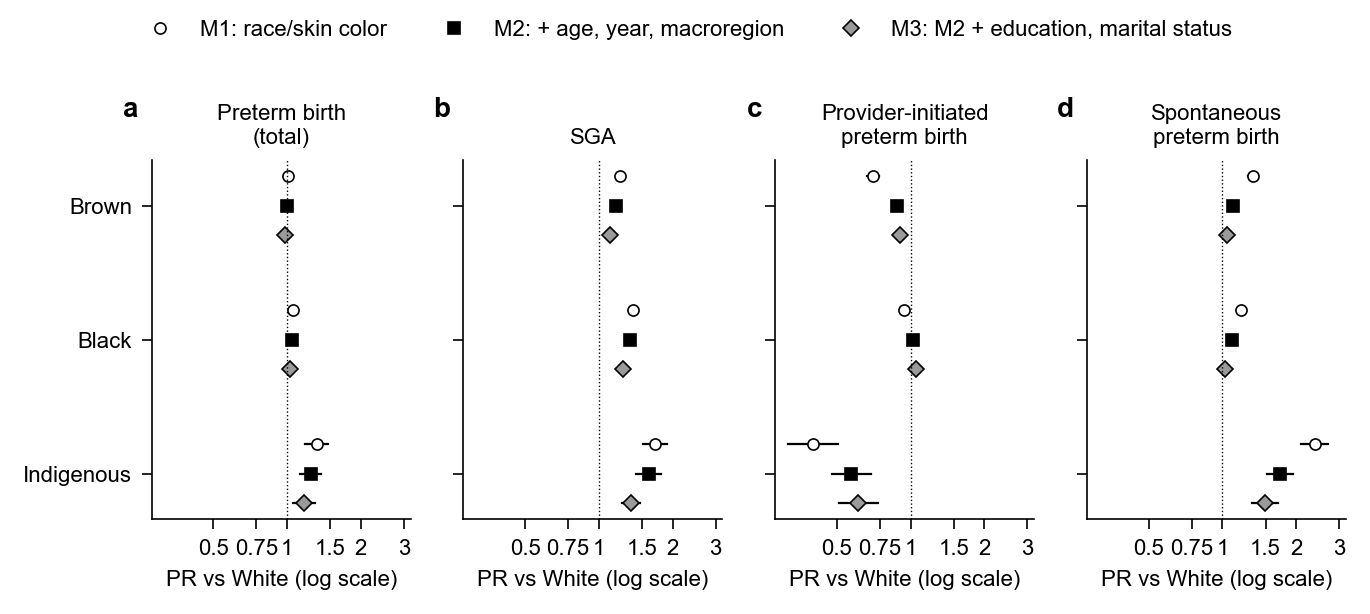 M1: race/skin color
M2: + age, year, macroregion
M3: M2 + education, marital status
a
Preterm birth
(total)
b
SGA
c
Provider-initiated
preterm birth
d
Spontaneous
preterm birth
Brown
Black
Indigenous
0.5 0.75 1 1.5 2 3
PR vs White (log scale)
0.5 0.75 1 1.5 2 3
PR vs White (log scale)
0.5 0.75 1 1.5 2 3
PR vs White (log scale)
0.5 0.75 1 1.5 2 3
PR vs White (log scale)